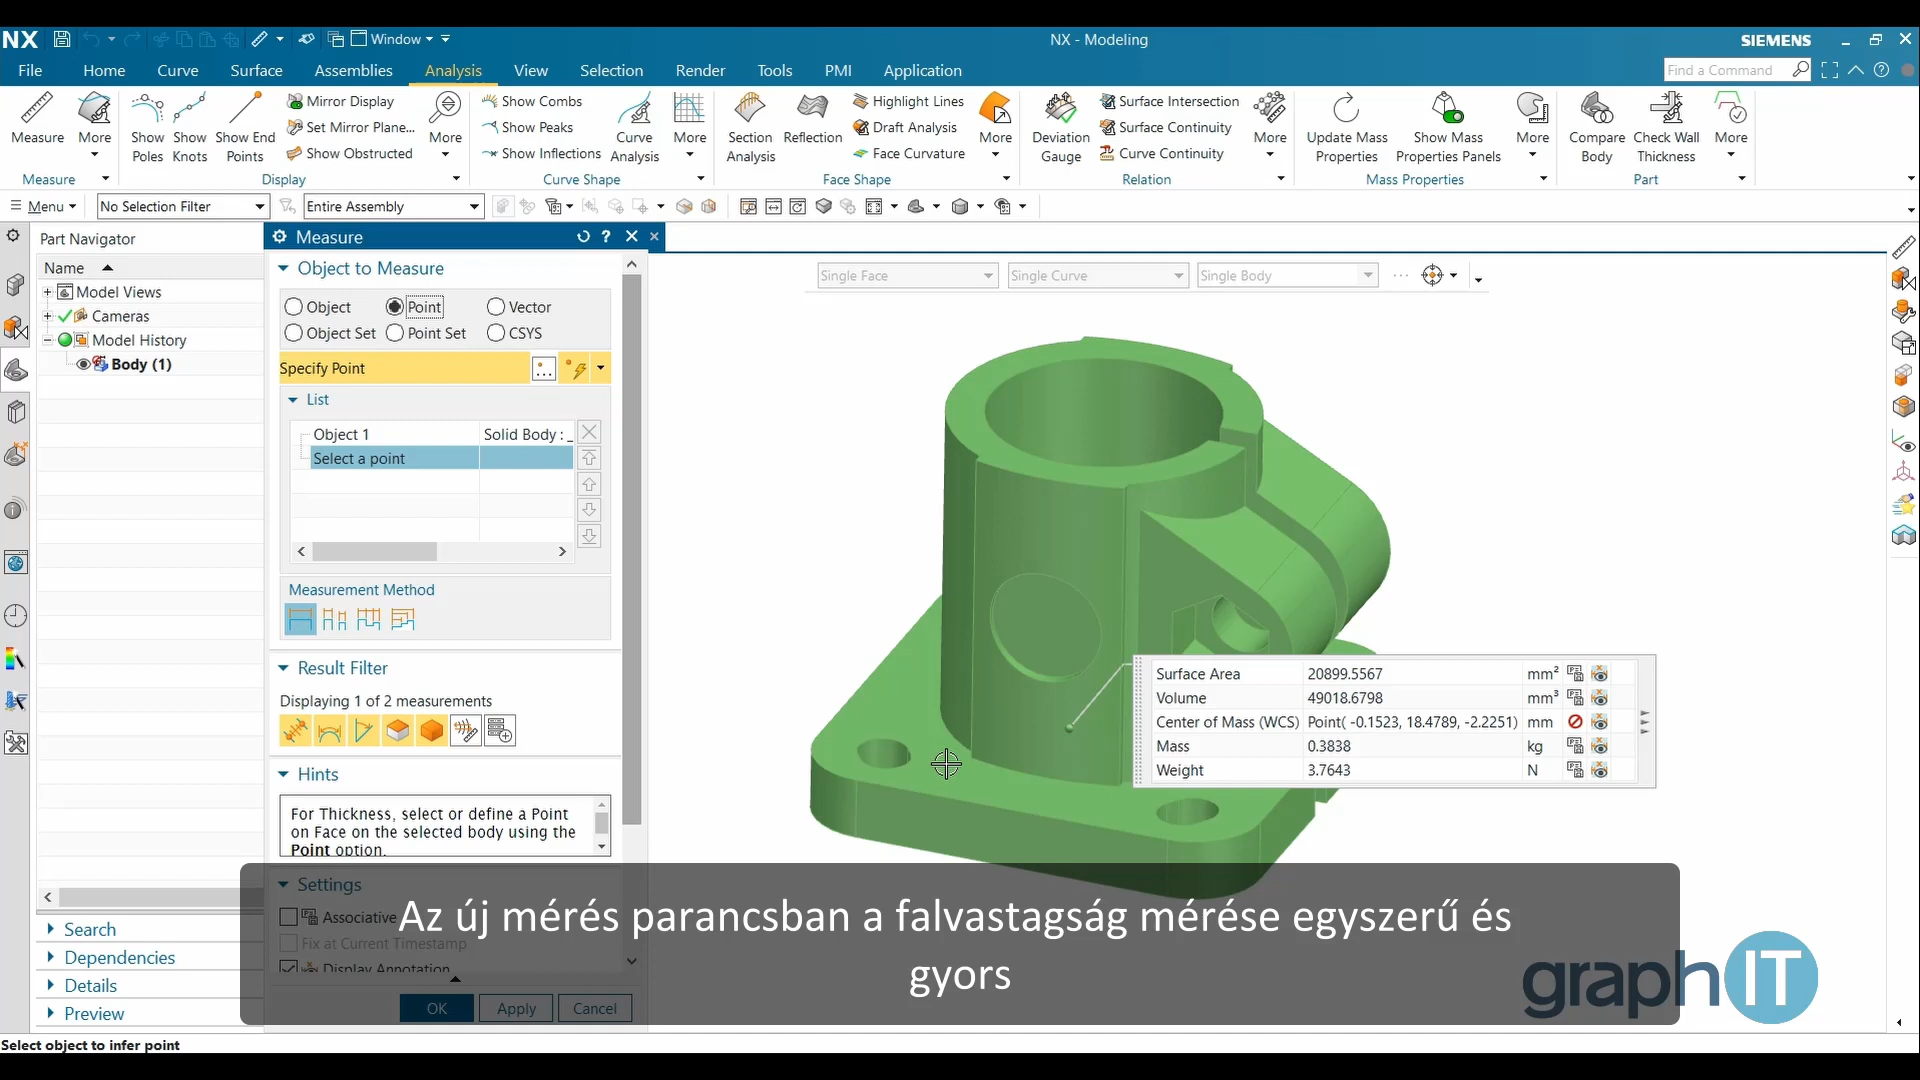 NX
Window
NX - Modeling
SIEMENS
File Home Curve Surface Assemblies Analysis View Selection Render Tools PMI Application
Find a Command
Measure
More
Show Poles
Show Knots
Show End Points
Mirror Display
Set Mirror Plane...
Show Obstructed
More
Show Combs
Show Peaks
Show Inflections
Curve Analysis
More
Section Analysis
Reflection
Highlight Lines
Draft Analysis
Face Curvature
More
Deviation Gauge
Surface Intersection
Surface Continuity
Curve Continuity
More
Update Mass Properties
Show Mass Properties Panels
More
Compare Body
Check Wall Thickness
More
Measure Display Curve Shape Face Shape Relation Mass Properties Part
Menu
No Selection Filter
Entire Assembly
Part Navigator
Name
Model Views
Cameras
Model History
Body (1)
Search
Dependencies
Details
Preview
Measure
Object to Measure
Object Point Vector
Object Set Point Set CSYS
Specify Point
List
Object 1 Solid Body : _
Select a point
Measurement Method
Result Filter
Displaying 1 of 2 measurements
Hints
For Thickness, select or define a Point
on Face on the selected body using the
Point option.
Settings
Associative
Fix at Current Timestamp
Display Annotation
OK Apply Cancel
Single Face Single Curve Single Body
Surface Area 20899.5567 mm²
Volume 49018.6798 mm³
Center of Mass (WCS) Point( -0.1523, 18.4789, -2.2251) mm
Mass 0.3838 kg
Weight 3.7643 N
Az új mérés parancsban a falvastagság mérése egyszerű és
gyors
graphIT
Select object to infer point